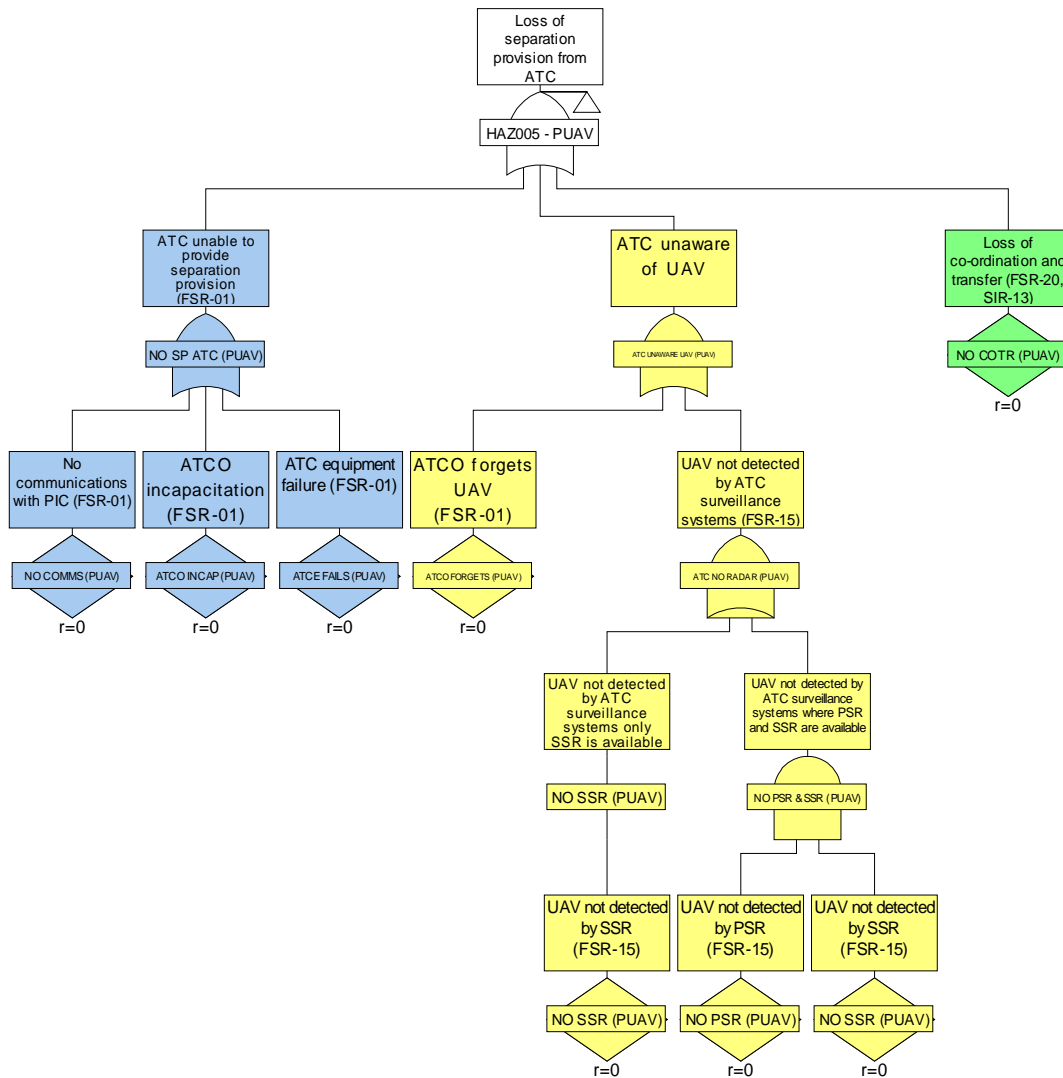 Loss of
separation
provision from
ATC
HAZ005 - PUAV
ATC unable to
provide
separation
provision
(FSR-01)
NO SP ATC (PUAV)
ATC unaware
of UAV
ATC UNAWARE UAV (PUAV)
Loss of
co-ordination and
transfer (FSR-20,
SIR-13)
NO COTR (PUAV)
r=0
No
communications
with PIC (FSR-01)
NO COMMS (PUAV)
r=0
ATCO
incapacitation
(FSR-01)
ATCO INCAP (PUAV)
r=0
ATC equipment
failure (FSR-01)
ATCE FAILS (PUAV)
r=0
ATCO forgets
UAV
(FSR-01)
ATCO FORGETS (PUAV)
r=0
UAV not detected
by ATC
surveillance
systems (FSR-15)
ATC NO RADAR (PUAV)
UAV not detected
by ATC
surveillance
systems only
SSR is available
NO SSR (PUAV)
UAV not detected by
ATC surveillance
systems where PSR
and SSR are available
NO PSR & SSR (PUAV)
UAV not detected
by SSR
(FSR-15)
NO SSR (PUAV)
r=0
UAV not detected
by PSR
(FSR-15)
NO PSR (PUAV)
r=0
UAV not detected
by SSR
(FSR-15)
NO SSR (PUAV)
r=0